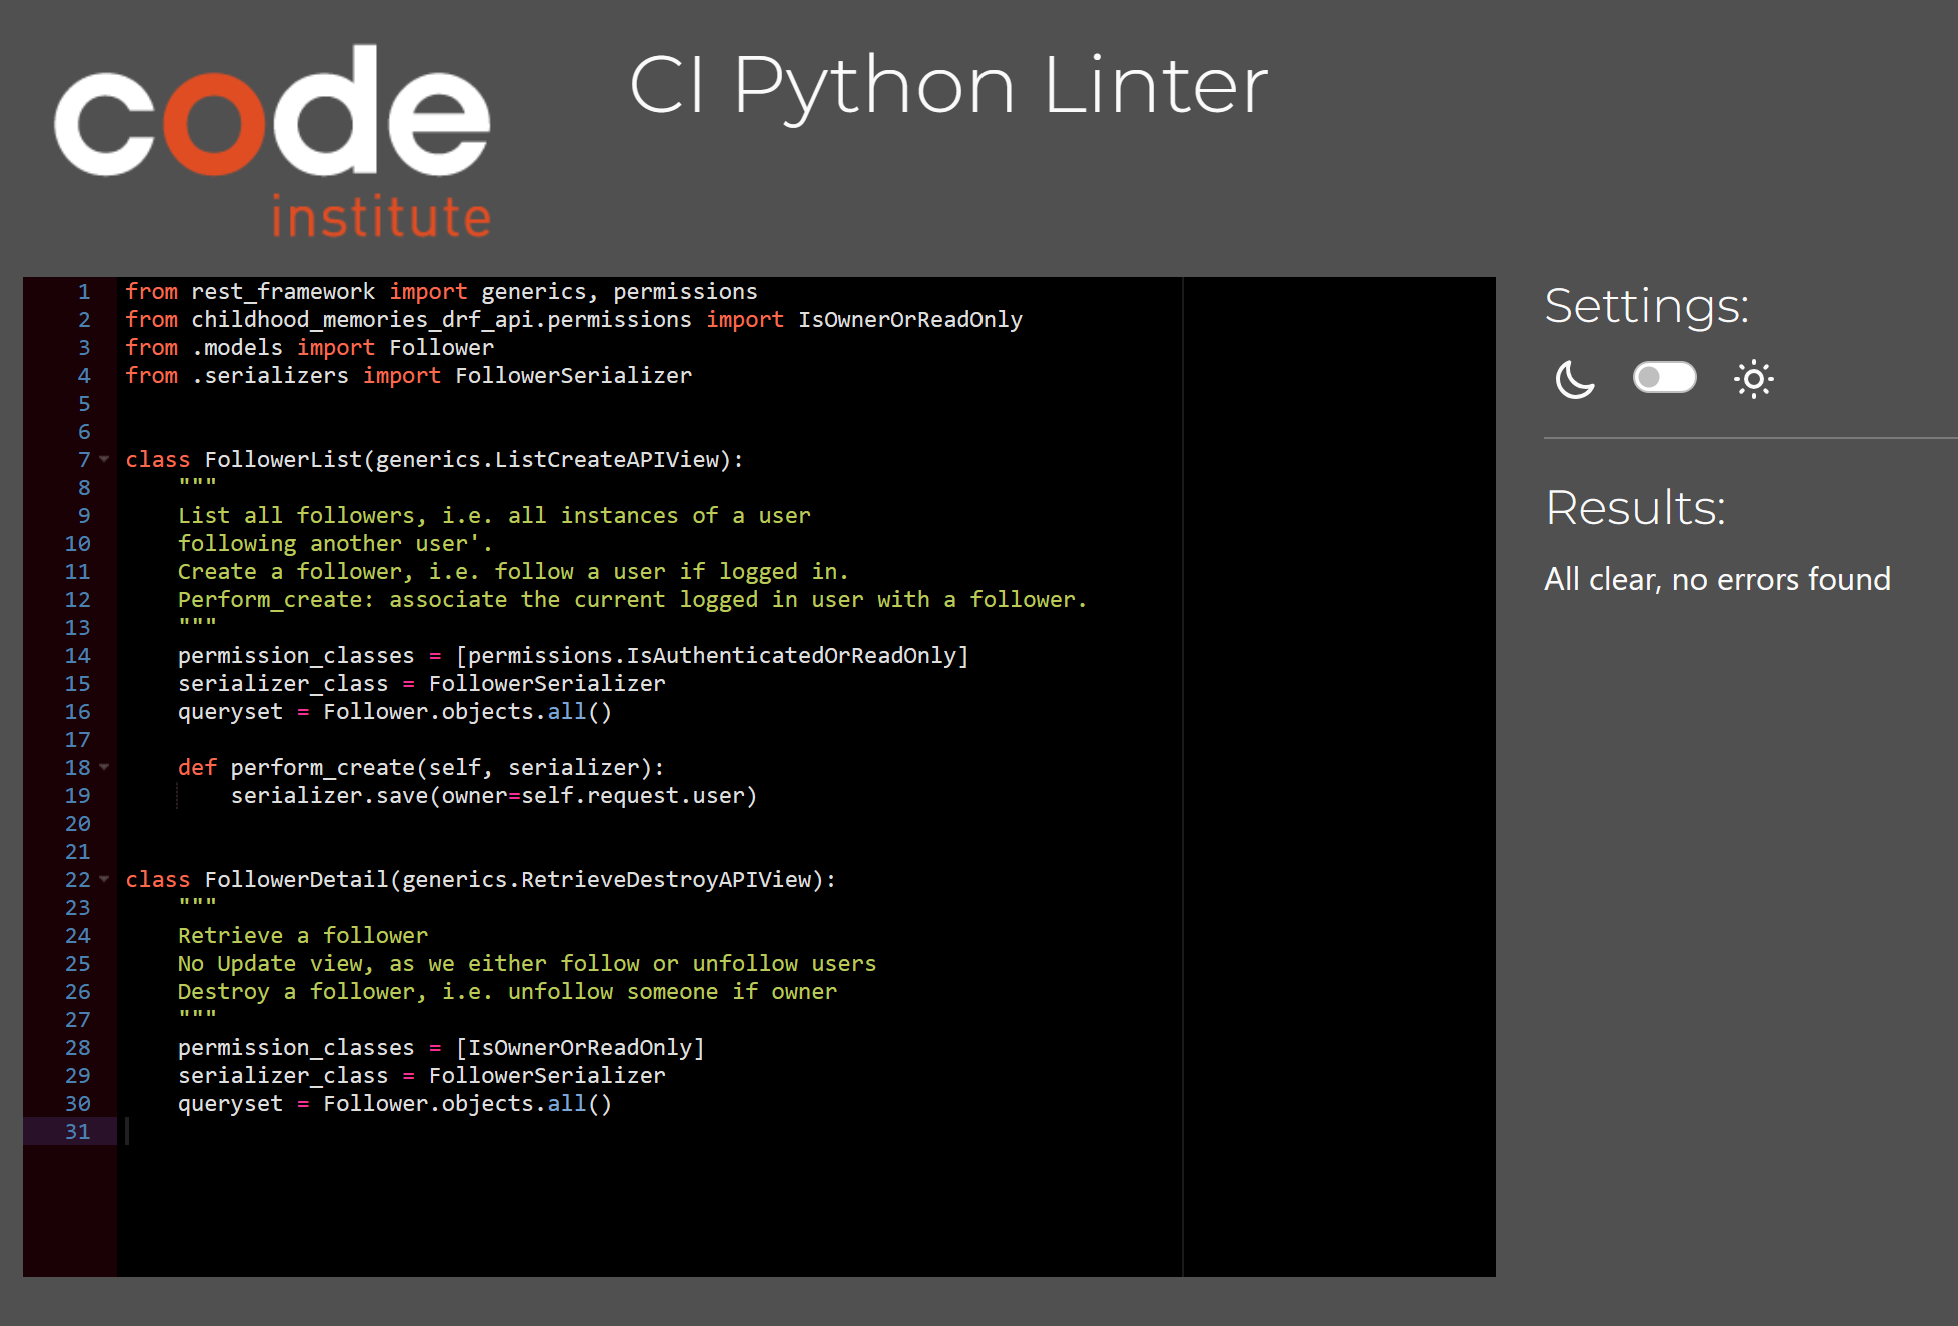 code
institute
CI Python Linter
1 from rest_framework import generics, permissions
2 from childhood_memories_drf_api.permissions import IsOwnerOrReadOnly
3 from .models import Follower
4 from .serializers import FollowerSerializer
5
6
7 class FollowerList(generics.ListCreateAPIView):
8     """
9     List all followers, i.e. all instances of a user
10     following another user'.
11     Create a follower, i.e. follow a user if logged in.
12     Perform_create: associate the current logged in user with a follower.
13     """
14     permission_classes = [permissions.IsAuthenticatedOrReadOnly]
15     serializer_class = FollowerSerializer
16     queryset = Follower.objects.all()
17
18     def perform_create(self, serializer):
19         serializer.save(owner=self.request.user)
20
21
22 class FollowerDetail(generics.RetrieveDestroyAPIView):
23     """
24     Retrieve a follower
25     No Update view, as we either follow or unfollow users
26     Destroy a follower, i.e. unfollow someone if owner
27     """
28     permission_classes = [IsOwnerOrReadOnly]
29     serializer_class = FollowerSerializer
30     queryset = Follower.objects.all()
31
Settings:
Results:
All clear, no errors found